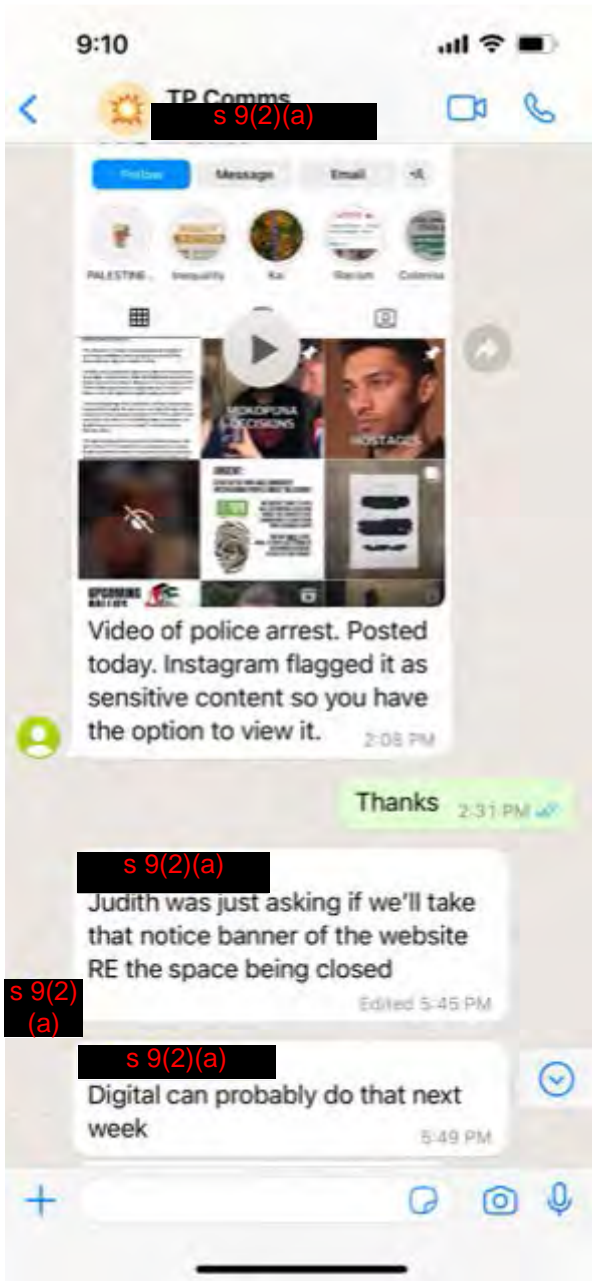 9:10
TP Comms
s 9(2)(a)
Follow
Message
Email
PALESTINE ...
Inequality
Kai
Racism
MOKOPUNA
DECISIONS
HOSTAGES
URGENT:
UPCOMING
Video of police arrest. Posted
today. Instagram flagged it as
sensitive content so you have
the option to view it.
2:08 PM
Thanks
2:31 PM
s 9(2)(a)
Judith was just asking if we'll take
that notice banner of the website
RE the space being closed
Edited 5:45 PM
s 9(2)
(a)
s 9(2)(a)
Digital can probably do that next
week
5:49 PM